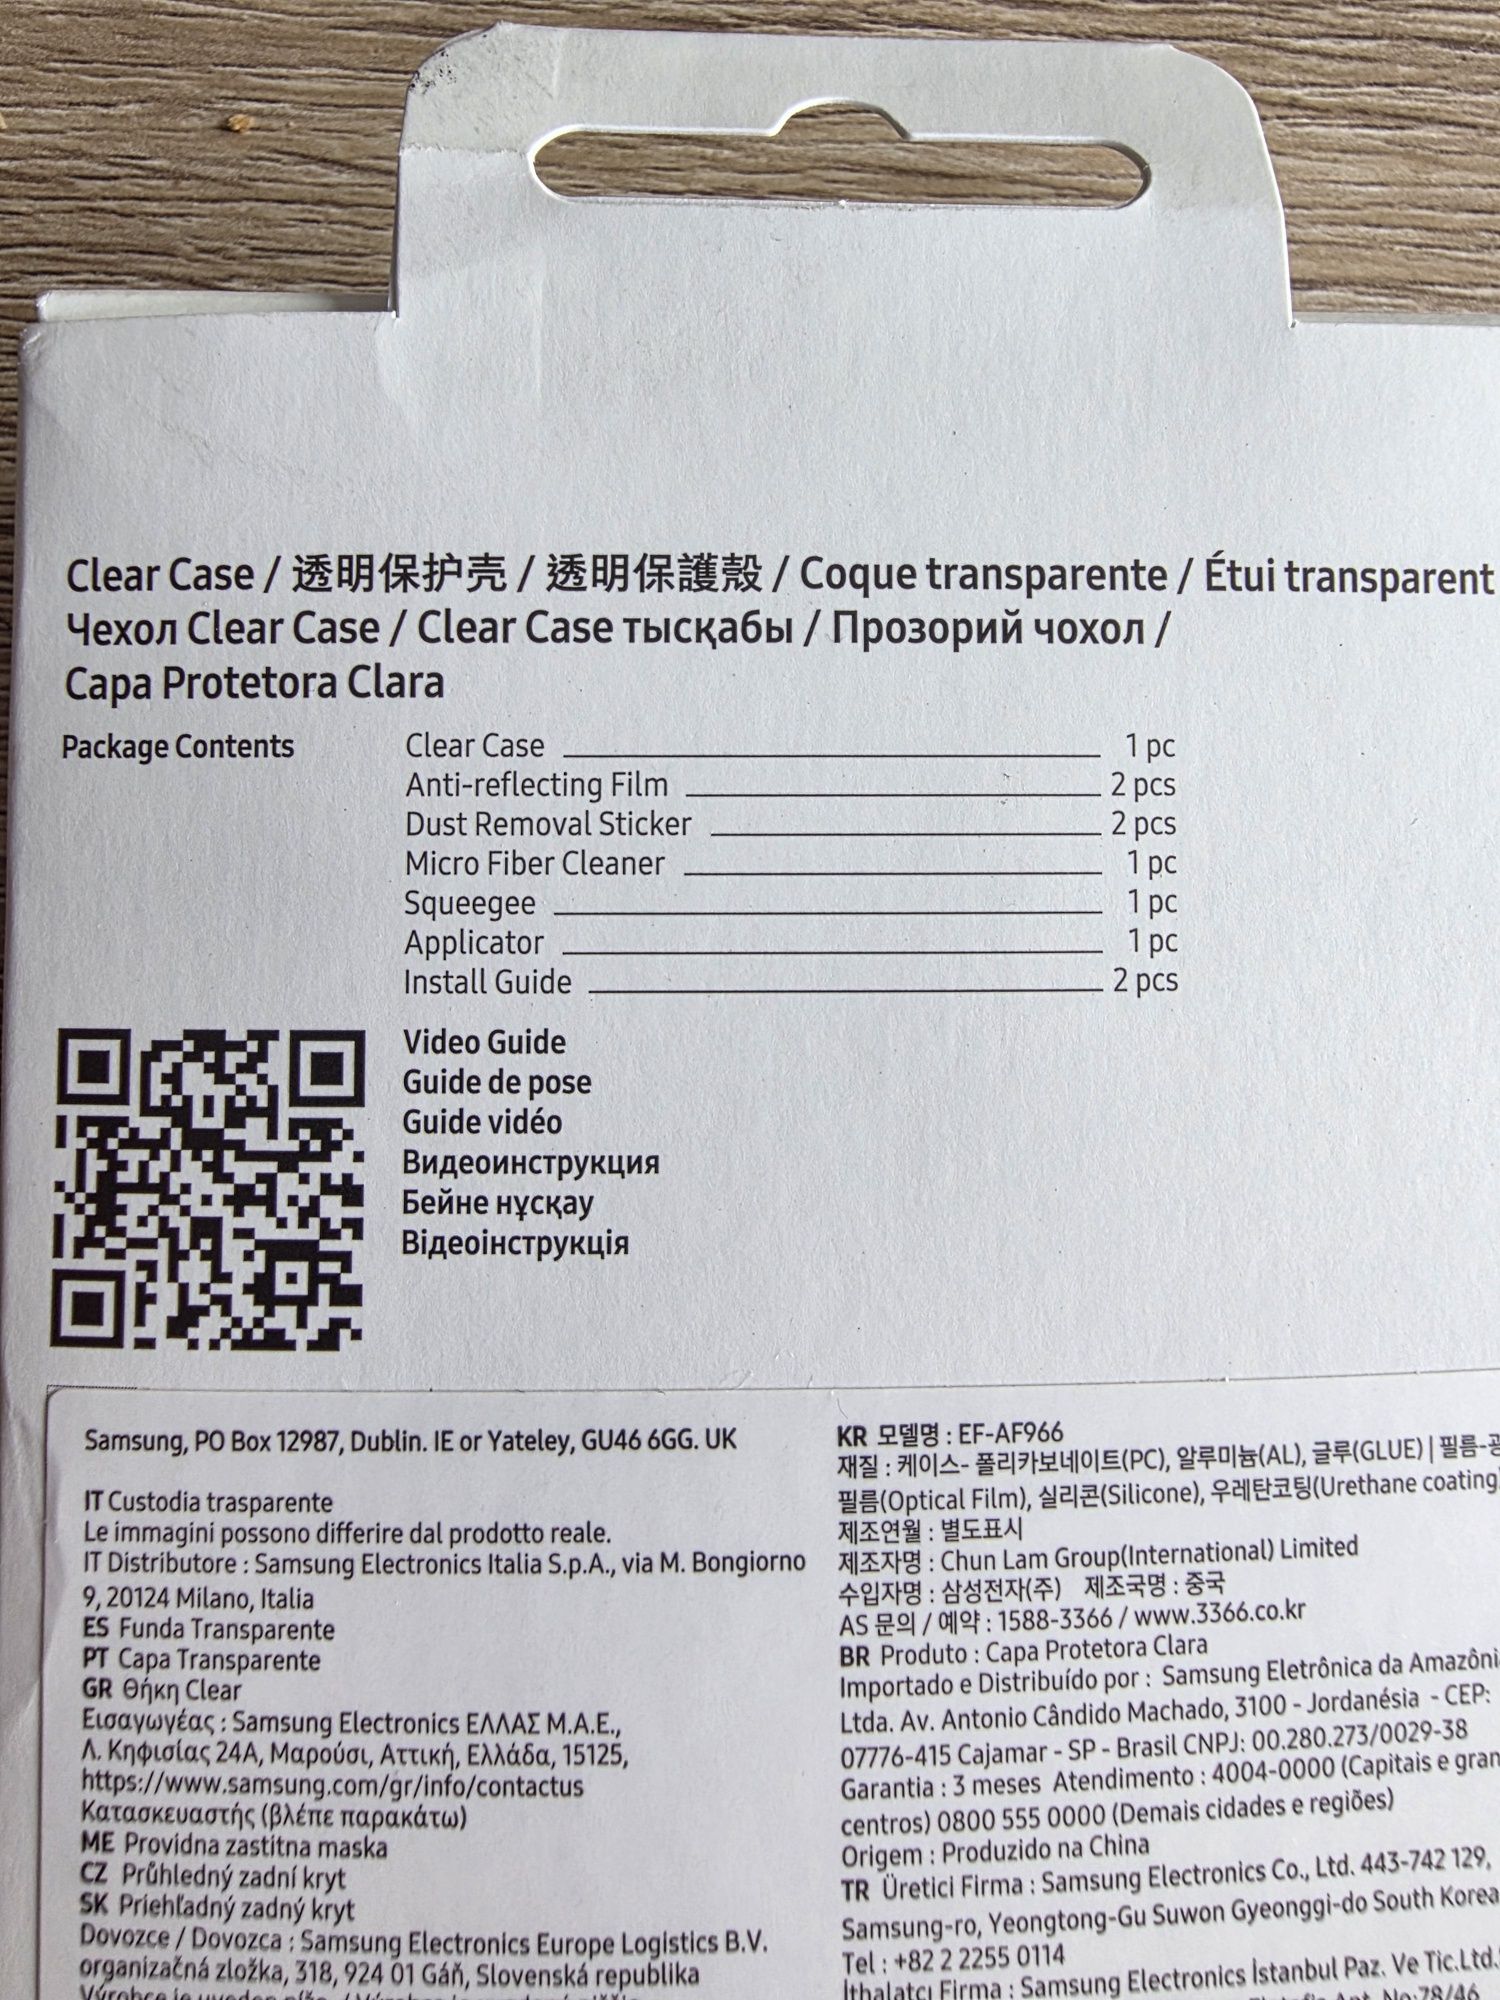 Clear Case / 透明保护壳 / 透明保護殼 / Coque transparente / Étui transparent
Чехол Clear Case / Clear Case тысқабы / Прозорий чохол /
Capa Protetora Clara
Package Contents
Clear Case 1 pc
Anti-reflecting Film 2 pcs
Dust Removal Sticker 2 pcs
Micro Fiber Cleaner 1 pc
Squeegee 1 pc
Applicator 1 pc
Install Guide 2 pcs
Video Guide
Guide de pose
Guide vidéo
Видеоинструкция
Бейне нұсқау
Відеоінструкція
Samsung, PO Box 12987, Dublin. IE or Yateley, GU46 6GG. UK
IT Custodia trasparente
Le immagini possono differire dal prodotto reale.
IT Distributore : Samsung Electronics Italia S.p.A., via M. Bongiorno
9, 20124 Milano, Italia
ES Funda Transparente
PT Capa Transparente
GR Θήκη Clear
Εισαγωγέας : Samsung Electronics ΕΛΛΑΣ Μ.Α.Ε.,
Λ. Κηφισίας 24Α, Μαρούσι, Αττική, Ελλάδα, 15125,
https://www.samsung.com/gr/info/contactus
Κατασκευαστής (βλέπε παρακάτω)
ME Providna zastitna maska
CZ Průhledný zadní kryt
SK Priehľadný zadný kryt
Dovozce / Dovozca : Samsung Electronics Europe Logistics B.V.
organizačná zložka, 318, 924 01 Gáň, Slovenská republika
KR 모델명 : EF-AF966
재질 : 케이스- 폴리카보네이트(PC), 알루미늄(AL), 글루(GLUE) | 필름-광
필름(Optical Film), 실리콘(Silicone), 우레탄코팅(Urethane coating)
제조연월 : 별도표시
제조자명 : Chun Lam Group(International) Limited
수입자명 : 삼성전자(주) 제조국명 : 중국
AS 문의 / 예약 : 1588-3366 / www.3366.co.kr
BR Produto : Capa Protetora Clara
Importado e Distribuído por : Samsung Eletrônica da Amazôni
Ltda. Av. Antonio Cândido Machado, 3100 - Jordanésia - CEP:
07776-415 Cajamar - SP - Brasil CNPJ: 00.280.273/0029-38
Garantia : 3 meses Atendimento : 4004-0000 (Capitais e gran
centros) 0800 555 0000 (Demais cidades e regiões)
Origem : Produzido na China
TR Üretici Firma : Samsung Electronics Co., Ltd. 443-742 129,
Samsung-ro, Yeongtong-Gu Suwon Gyeonggi-do South Korea
Tel : +82 2 2255 0114
İthalatçı Firma : Samsung Electronics İstanbul Paz. Ve Tic.Ltd.
No:78/46